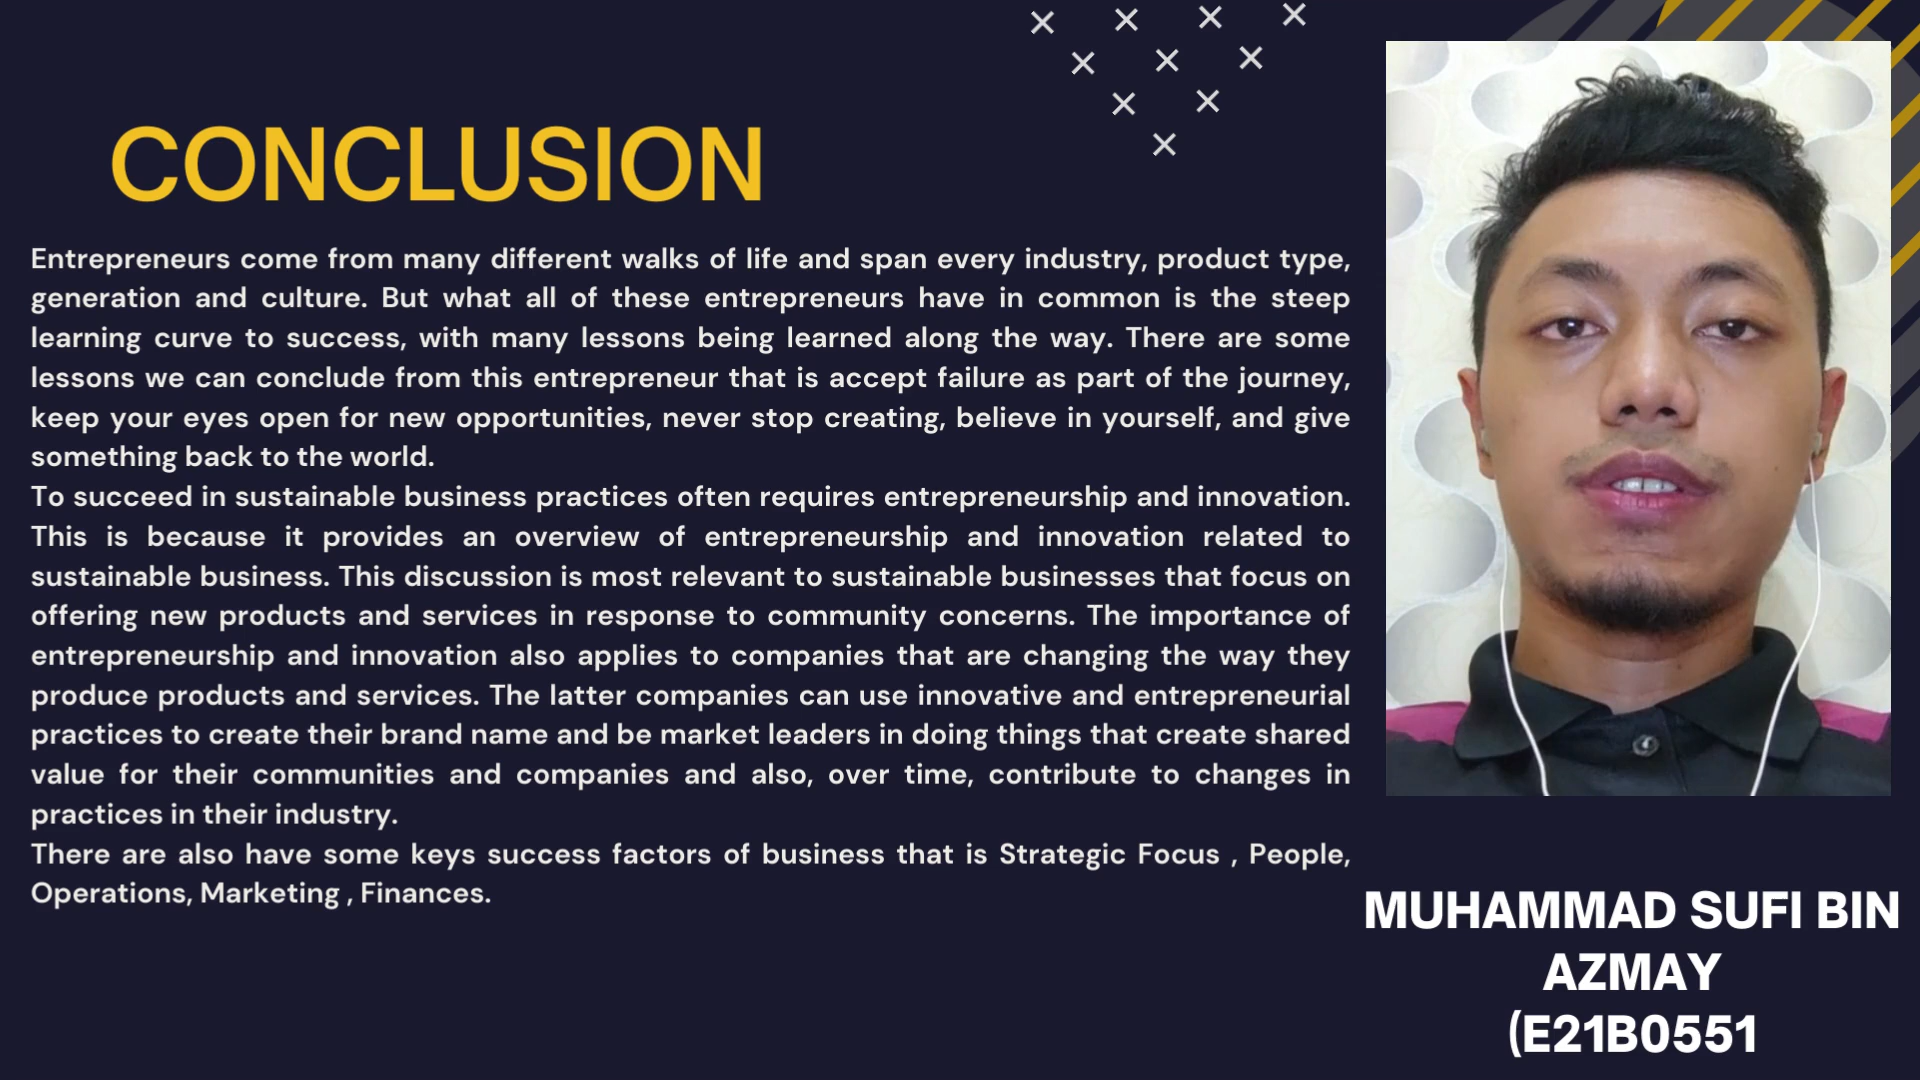 CONCLUSION
Entrepreneurs come from many different walks of life and span every industry, product type,
generation and culture. But what all of these entrepreneurs have in common is the steep
learning curve to success, with many lessons being learned along the way. There are some
lessons we can conclude from this entrepreneur that is accept failure as part of the journey,
keep your eyes open for new opportunities, never stop creating, believe in yourself, and give
something back to the world.
To succeed in sustainable business practices often requires entrepreneurship and innovation.
This is because it provides an overview of entrepreneurship and innovation related to
sustainable business. This discussion is most relevant to sustainable businesses that focus on
offering new products and services in response to community concerns. The importance of
entrepreneurship and innovation also applies to companies that are changing the way they
produce products and services. The latter companies can use innovative and entrepreneurial
practices to create their brand name and be market leaders in doing things that create shared
value for their communities and companies and also, over time, contribute to changes in
practices in their industry.
There are also have some keys success factors of business that is Strategic Focus , People,
Operations, Marketing , Finances.
MUHAMMAD SUFI BIN
AZMAY
(E21B0551